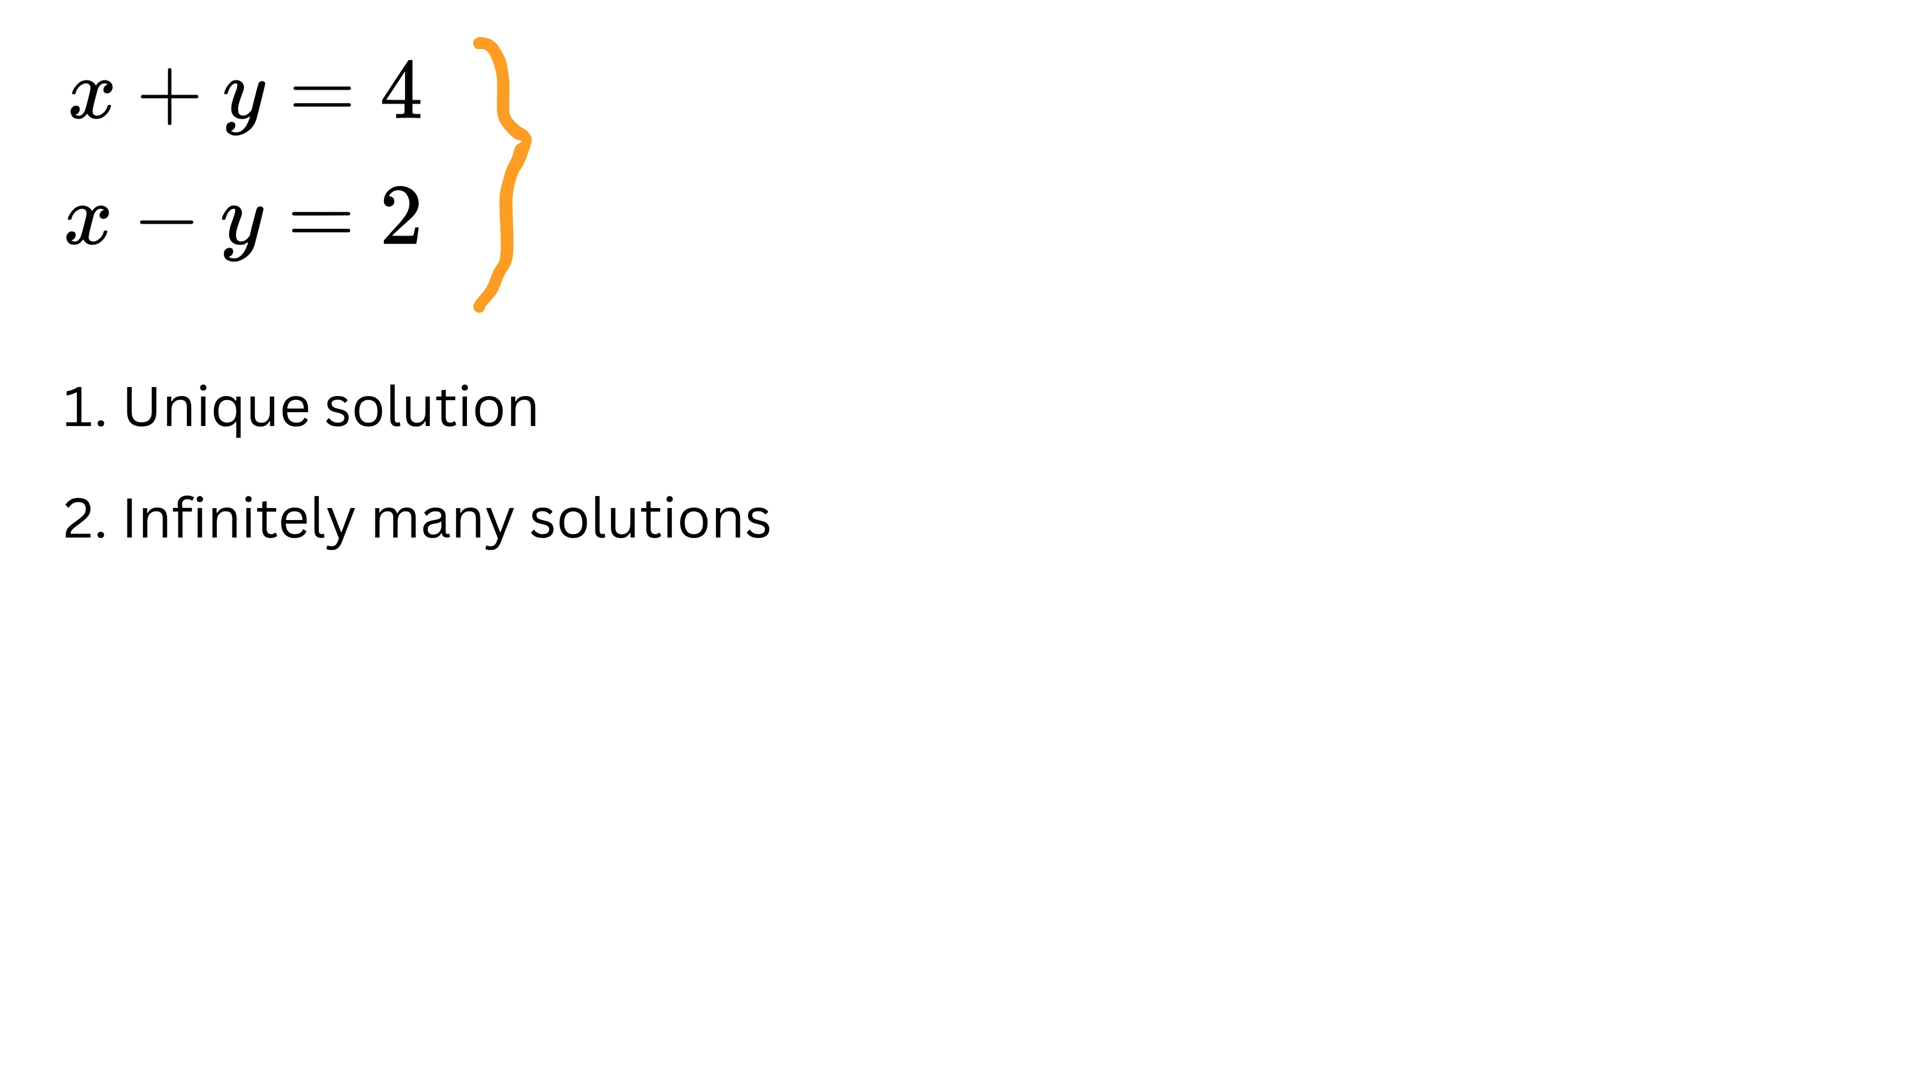 x + y = 4
x − y = 2
1. Unique solution
2. Infinitely many solutions